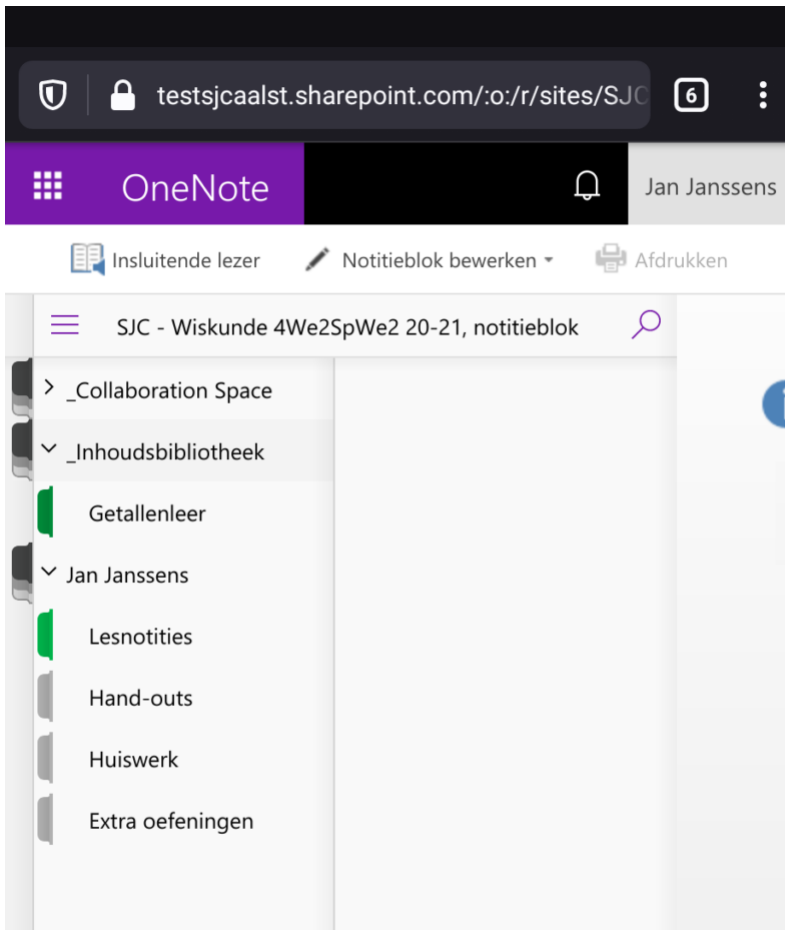 testsjcaalst.sharepoint.com/:o:/r/sites/SJC
6
OneNote
Jan Janssens
Insluitende lezer
Notitieblok bewerken
Afdrukken
SJC - Wiskunde 4We2SpWe2 20-21, notitieblok
_Collaboration Space
_Inhoudsbibliotheek
Getallenleer
Jan Janssens
Lesnotities
Hand-outs
Huiswerk
Extra oefeningen